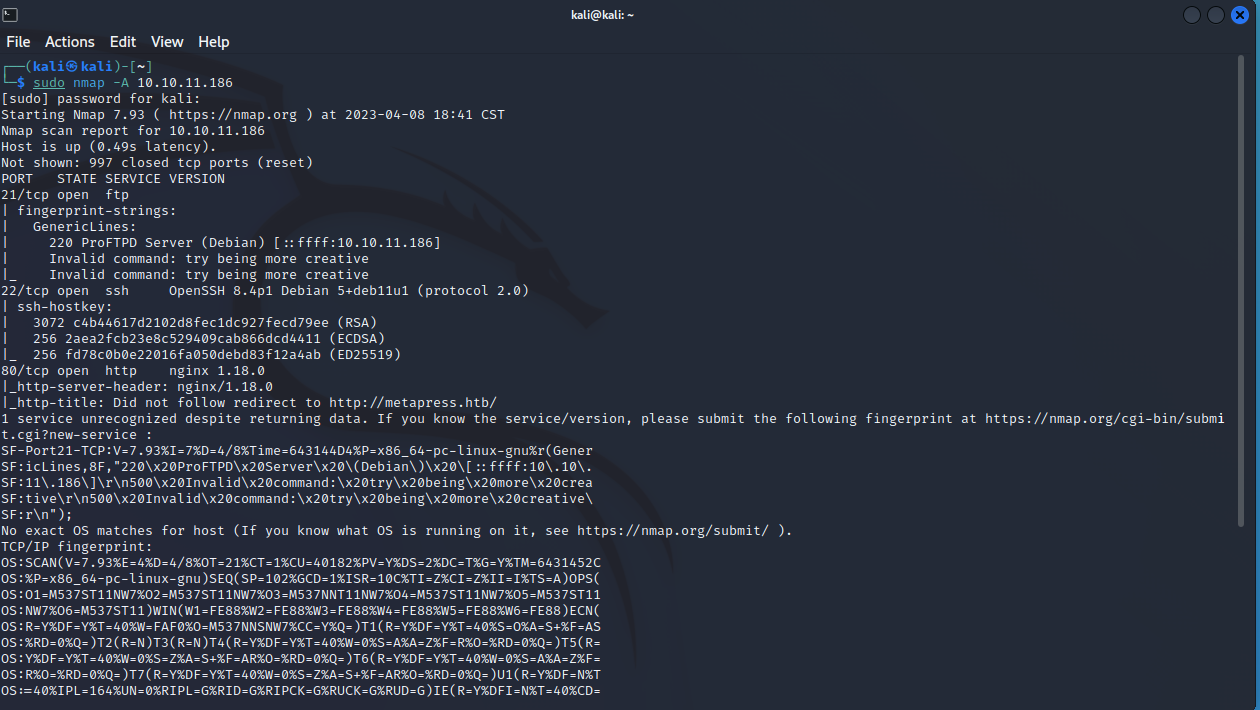 kali@kali: ~
File Actions Edit View Help
┌──(kali㉿kali)-[~]
└─$ sudo nmap -A 10.10.11.186
[sudo] password for kali:
Starting Nmap 7.93 ( https://nmap.org ) at 2023-04-08 18:41 CST
Nmap scan report for 10.10.11.186
Host is up (0.49s latency).
Not shown: 997 closed tcp ports (reset)
PORT   STATE SERVICE VERSION
21/tcp open  ftp
| fingerprint-strings:
|   GenericLines:
|     220 ProFTPD Server (Debian) [::ffff:10.10.11.186]
|     Invalid command: try being more creative
|_    Invalid command: try being more creative
22/tcp open  ssh     OpenSSH 8.4p1 Debian 5+deb11u1 (protocol 2.0)
| ssh-hostkey:
|   3072 c4b44617d2102d8fec1dc927fecd79ee (RSA)
|   256 2aea2fcb23e8c529409cab866dcd4411 (ECDSA)
|_  256 fd78c0b0e22016fa050debd83f12a4ab (ED25519)
80/tcp open  http    nginx 1.18.0
|_http-server-header: nginx/1.18.0
|_http-title: Did not follow redirect to http://metapress.htb/
1 service unrecognized despite returning data. If you know the service/version, please submit the following fingerprint at https://nmap.org/cgi-bin/submi
t.cgi?new-service :
SF-Port21-TCP:V=7.93%I=7%D=4/8%Time=643144D4%P=x86_64-pc-linux-gnu%r(Gener
SF:icLines,8F,"220\x20ProFTPD\x20Server\x20\(Debian\)\x20\[::ffff:10\.10\.
SF:11\.186\]\r\n500\x20Invalid\x20command:\x20try\x20being\x20more\x20crea
SF:tive\r\n500\x20Invalid\x20command:\x20try\x20being\x20more\x20creative\
SF:r\n");
No exact OS matches for host (If you know what OS is running on it, see https://nmap.org/submit/ ).
TCP/IP fingerprint:
OS:SCAN(V=7.93%E=4%D=4/8%OT=21%CT=1%CU=40182%PV=Y%DS=2%DC=T%G=Y%TM=6431452C
OS:%P=x86_64-pc-linux-gnu)SEQ(SP=102%GCD=1%ISR=10C%TI=Z%CI=Z%II=I%TS=A)OPS(
OS:O1=M537ST11NW7%O2=M537ST11NW7%O3=M537NNT11NW7%O4=M537ST11NW7%O5=M537ST11
OS:NW7%O6=M537ST11)WIN(W1=FE88%W2=FE88%W3=FE88%W4=FE88%W5=FE88%W6=FE88)ECN(
OS:R=Y%DF=Y%T=40%W=FAF0%O=M537NNSNW7%CC=Y%Q=)T1(R=Y%DF=Y%T=40%S=O%A=S+%F=AS
OS:%RD=0%Q=)T2(R=N)T3(R=N)T4(R=Y%DF=Y%T=40%W=0%S=A%A=Z%F=R%O=%RD=0%Q=)T5(R=
OS:Y%DF=Y%T=40%W=0%S=Z%A=S+%F=AR%O=%RD=0%Q=)T6(R=Y%DF=Y%T=40%W=0%S=A%A=Z%F=
OS:R%O=%RD=0%Q=)T7(R=Y%DF=Y%T=40%W=0%S=Z%A=S+%F=AR%O=%RD=0%Q=)U1(R=Y%DF=N%T
OS:=40%IPL=164%UN=0%RIPL=G%RID=G%RIPCK=G%RUCK=G%RUD=G)IE(R=Y%DFI=N%T=40%CD=